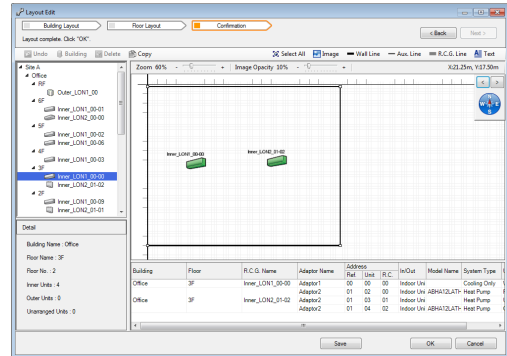 Layout Edit
Building Layout
Floor Layout
Confirmation
Layout complete. Click "OK".
< Back
Next >
Undo
Building
Delete
Copy
Select All
Image
Wall Line
Aux. Line
R.C.G. Line
Text
Zoom 60% - +
Image Opacity 10% - +
X:21.25m, Y:17.50m
Site A
Office
RF
Outer_LON1_00
6F
Inner_LON1_00-01
Inner_LON2_00-00
5F
Inner_LON1_00-02
Inner_LON1_00-06
4F
Inner_LON1_00-03
3F
Inner_LON1_00-00
Inner_LON2_01-02
2F
Inner_LON1_00-09
Inner_LON2_01-01
Inner_LON1_00-00
Inner_LON2_01-02
< >
N
W E
S
Detail
Building Name : Office
Floor Name : 3F
Floor No. : 2
Inner Units : 4
Outer Units : 0
Unarranged Units : 0
Building Floor R.C.G. Name Adaptor Name Address In/Out Model Name System Type
Ref. Unit R.C.
Office 3F Inner_LON1_00-00 Adaptor1 00 00 00 Indoor Uni Cooling Only
Adaptor2 01 02 00 Indoor Uni ABHA12LATH- Heat Pump
Office 3F Inner_LON2_01-02 Adaptor2 01 03 01 Indoor Uni Heat Pump
Adaptor2 01 04 02 Indoor Uni ABHA12LATH- Heat Pump
Save
OK
Cancel